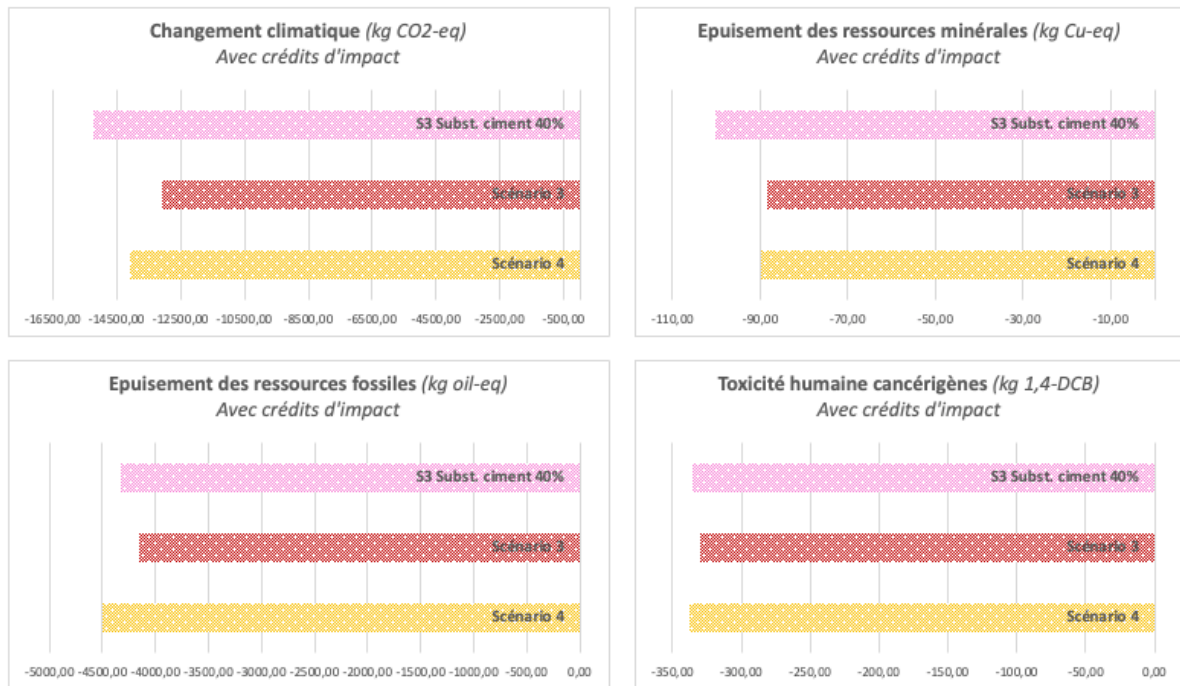 Changement climatique (kg CO2-eq)
Avec crédits d'impact
S3 Subst. ciment 40%
Scénario 3
Scénario 4
-16500,00 -14500,00 -12500,00 -10500,00 -8500,00 -6500,00 -4500,00 -2500,00 -500,00
Epuisement des ressources minérales (kg Cu-eq)
Avec crédits d'impact
S3 Subst. ciment 40%
Scénario 3
Scénario 4
-110,00 -90,00 -70,00 -50,00 -30,00 -10,00
Epuisement des ressources fossiles (kg oil-eq)
Avec crédits d'impact
S3 Subst. ciment 40%
Scénario 3
Scénario 4
-5000,00 -4500,00 -4000,00 -3500,00 -3000,00 -2500,00 -2000,00 -1500,00 -1000,00 -500,00 0,00
Toxicité humaine cancérigènes (kg 1,4-DCB)
Avec crédits d'impact
S3 Subst. ciment 40%
Scénario 3
Scénario 4
-350,00 -300,00 -250,00 -200,00 -150,00 -100,00 -50,00 0,00